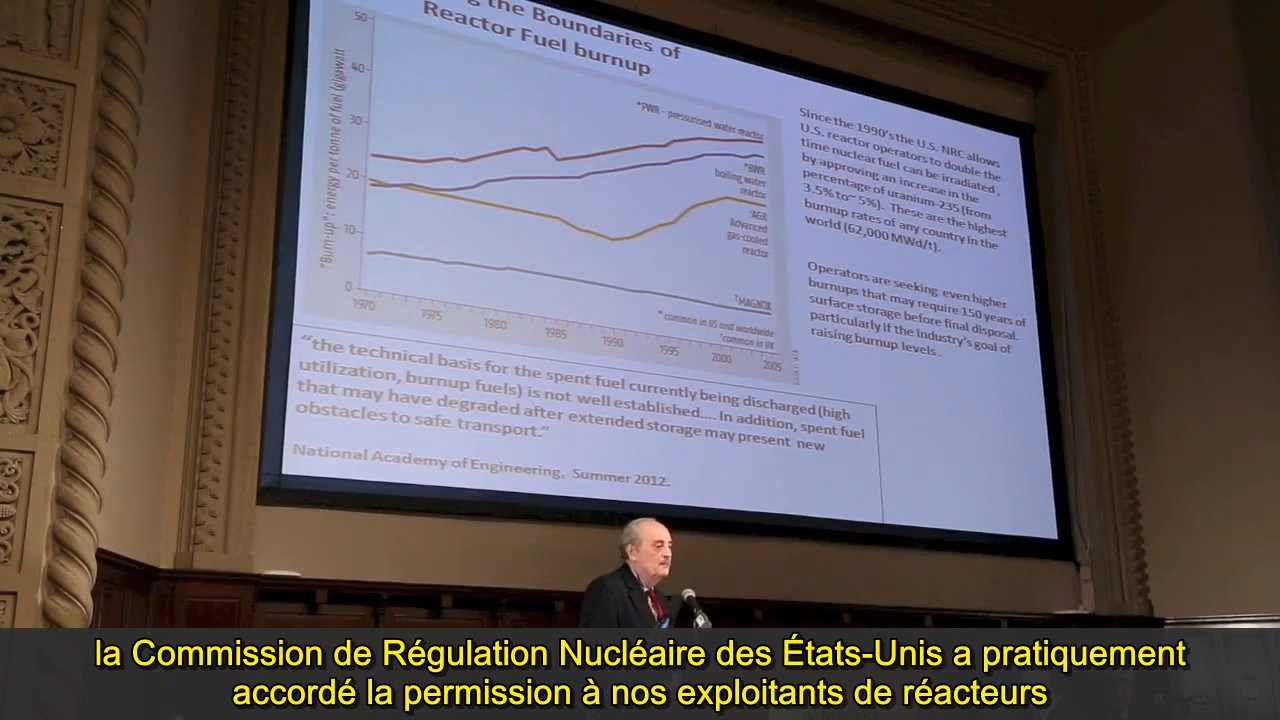 ng the Boundaries of
Reactor Fuel burnup
50
40
30
20
10
0
"Burn-up": energy per tonne of fuel (gigawatt
*PWR - pressurised water reactor
*BWR
boiling water
reactor
†AGR
Advanced
gas-cooled
reactor
†MAGNOX
* common in US and worldwide
†common in UK
1970
1975
1980
1985
1990
1995
2000
2005
Since the 1990's the U.S. NRC allows
U.S. reactor operators to double the
time nuclear fuel can be irradiated,
by approving an increase in the
percentage of uranium-235 (from
3.5% to~ 5%). These are the highest
burnup rates of any country in the
world (62,000 MWd/t).
Operators are seeking even higher
burnups that may require 150 years of
surface storage before final disposal.
particularly if the industry's goal of
raising burnup levels..
"the technical basis for the spent fuel currently being discharged (high
utilization, burnup fuels) is not well established.... In addition, spent fuel
that may have degraded after extended storage may present new
obstacles to safe transport."
National Academy of Engineering, Summer 2012.
la Commission de Régulation Nucléaire des États-Unis a pratiquement
accordé la permission à nos exploitants de réacteurs